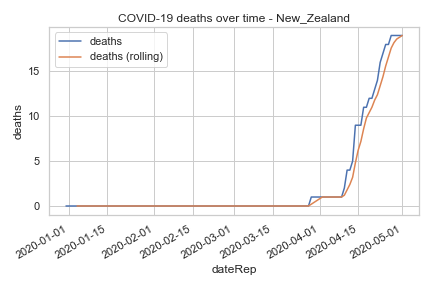 COVID-19 deaths over time - New_Zealand
deaths
deaths (rolling)
deaths
15
10
5
0
2020-01-01
2020-01-15
2020-02-01
2020-02-15
2020-03-01
2020-03-15
2020-04-01
2020-04-15
2020-05-01
dateRep